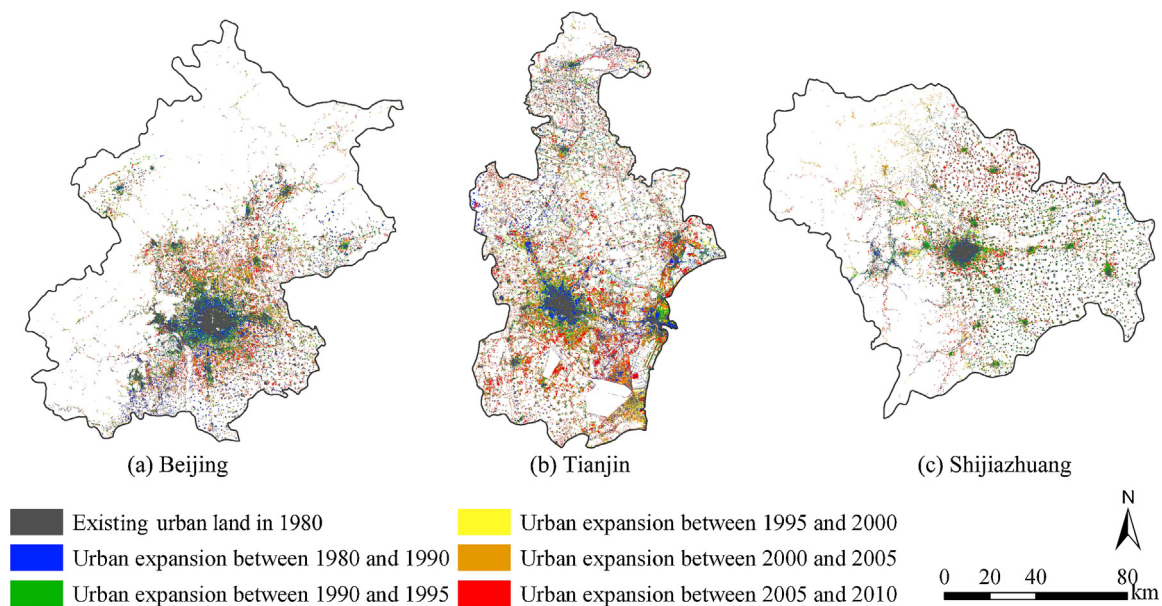 (a) Beijing
(b) Tianjin
(c) Shijiazhuang
Existing urban land in 1980
Urban expansion between 1980 and 1990
Urban expansion between 1990 and 1995
Urban expansion between 1995 and 2000
Urban expansion between 2000 and 2005
Urban expansion between 2005 and 2010
N
0 20 40 80
km